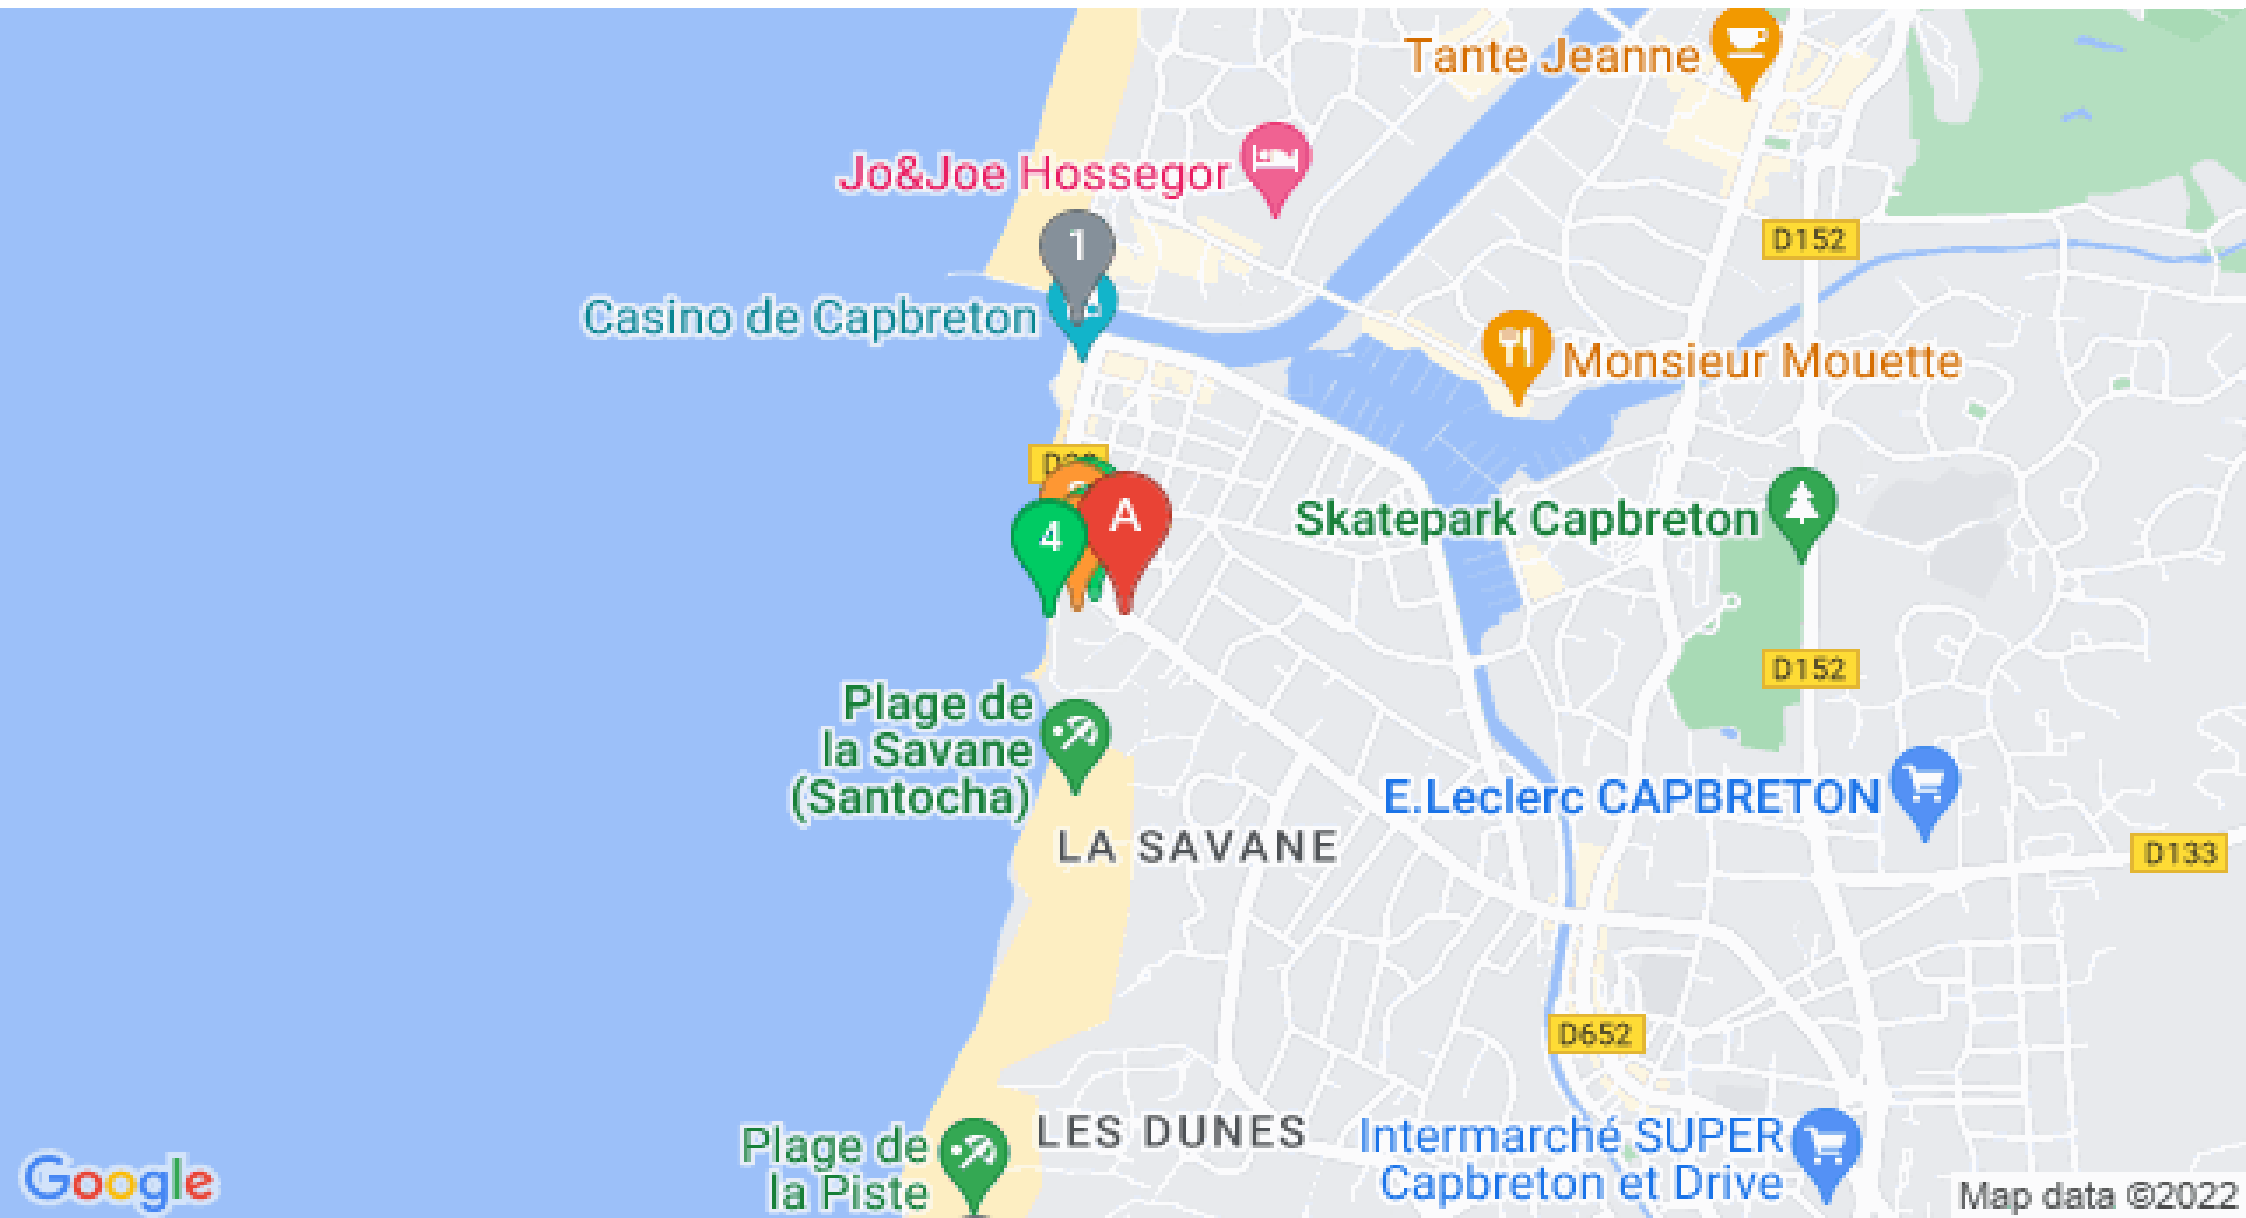 Tante Jeanne
Jo&Joe Hossegor
D152
1
Casino de Capbreton
Monsieur Mouette
A
4
Skatepark Capbreton
D152
Plage de
la Savane
(Santocha)
E.Leclerc CAPBRETON
LA SAVANE
D133
D652
LES DUNES
Plage de
la Piste
Intermarché SUPER
Capbreton et Drive
Google
Map data ©2022